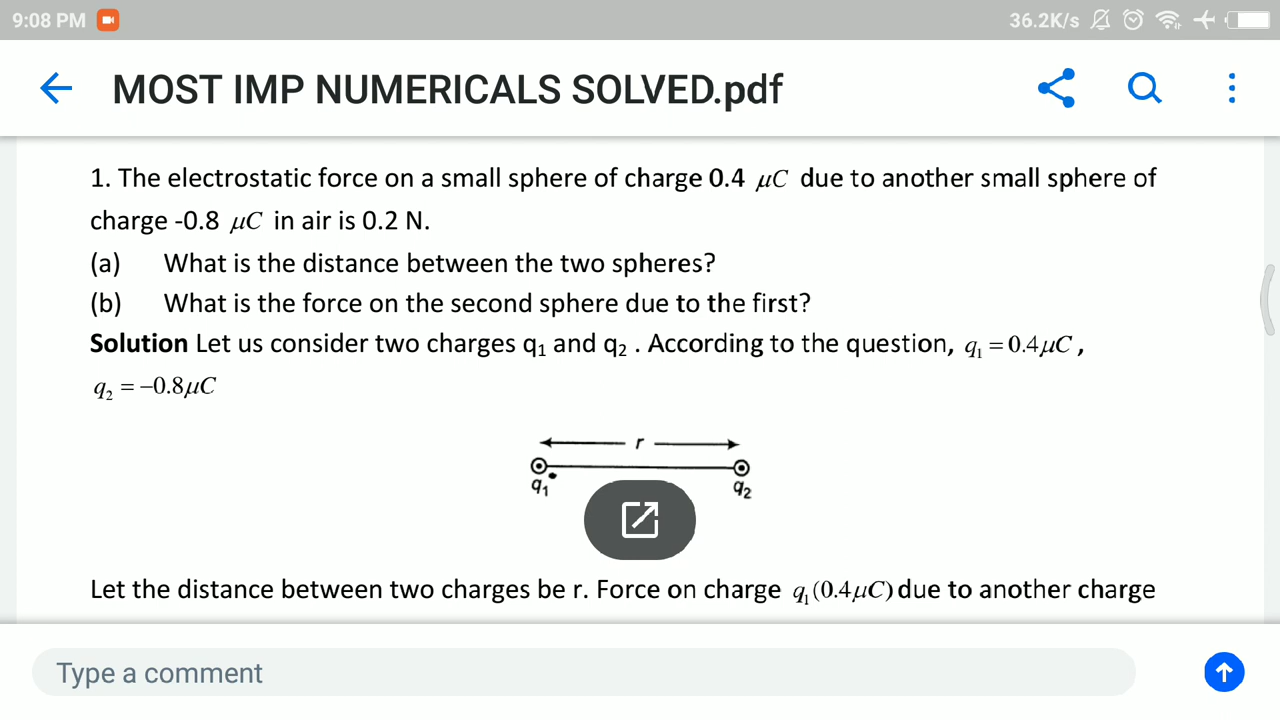 9:08 PM 36.2K/s
MOST IMP NUMERICALS SOLVED.pdf
1. The electrostatic force on a small sphere of charge 0.4 μC due to another small sphere of
charge -0.8 μC in air is 0.2 N.
(a) What is the distance between the two spheres?
(b) What is the force on the second sphere due to the first?
Solution Let us consider two charges q₁ and q₂ . According to the question, q₁ = 0.4μC ,
q₂ = −0.8μC
r
q₁ q₂
Let the distance between two charges be r. Force on charge q₁(0.4μC) due to another charge
Type a comment